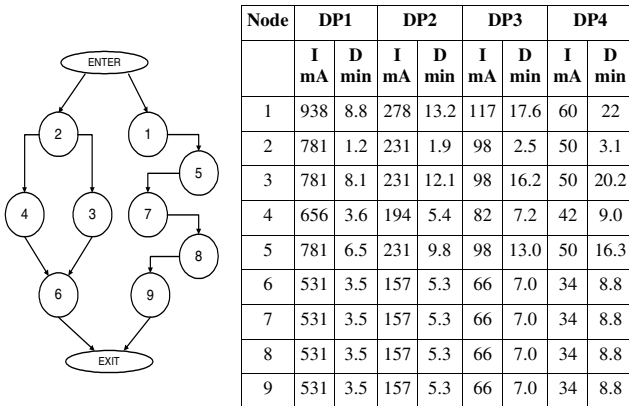 ENTER
2
1
5
4
3
7
8
6
9
EXIT
Node DP1 DP2 DP3 DP4
I mA D min I mA D min I mA D min I mA D min
1 938 8.8 278 13.2 117 17.6 60 22
2 781 1.2 231 1.9 98 2.5 50 3.1
3 781 8.1 231 12.1 98 16.2 50 20.2
4 656 3.6 194 5.4 82 7.2 42 9.0
5 781 6.5 231 9.8 98 13.0 50 16.3
6 531 3.5 157 5.3 66 7.0 34 8.8
7 531 3.5 157 5.3 66 7.0 34 8.8
8 531 3.5 157 5.3 66 7.0 34 8.8
9 531 3.5 157 5.3 66 7.0 34 8.8